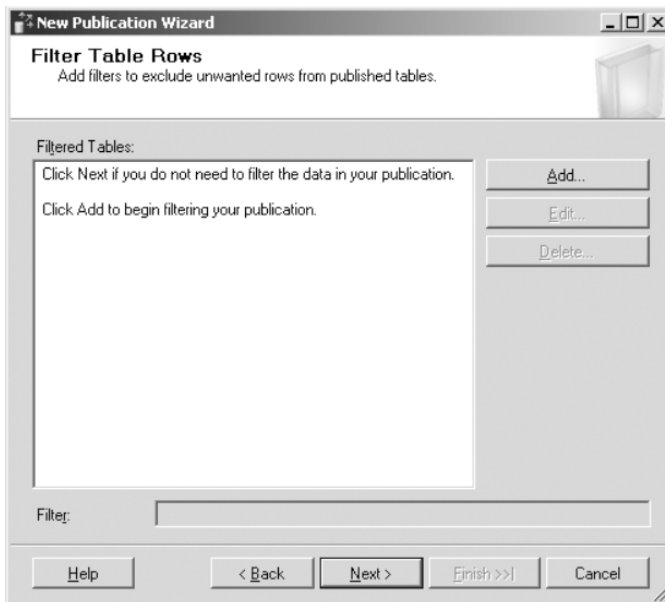 New Publication Wizard
Filter Table Rows
Add filters to exclude unwanted rows from published tables.
Filtered Tables:
Click Next if you do not need to filter the data in your publication.
Click Add to begin filtering your publication.
Add...
Edit...
Delete...
Filter:
Help
< Back
Next >
Finish >>|
Cancel